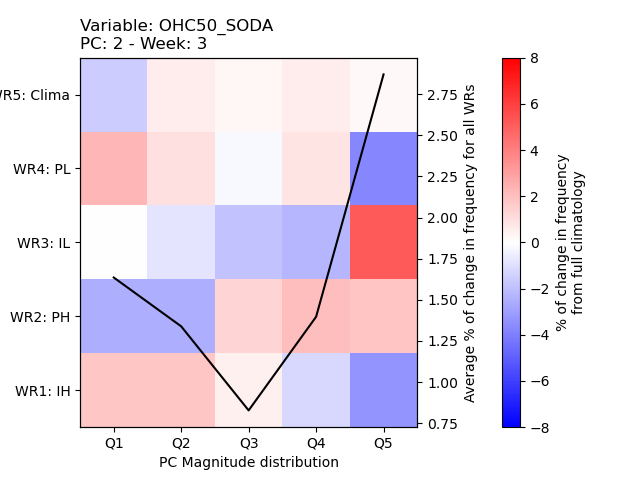 Variable: OHC50_SODA
PC: 2 - Week: 3
WR5: Clima
WR4: PL
WR3: IL
WR2: PH
WR1: IH
Q1 Q2 Q3 Q4 Q5
PC Magnitude distribution
2.75
2.50
2.25
2.00
1.75
1.50
1.25
1.00
0.75
Average % of change in frequency for all WRs
8
6
4
2
0
−2
−4
−6
−8
% of change in frequency
from full climatology